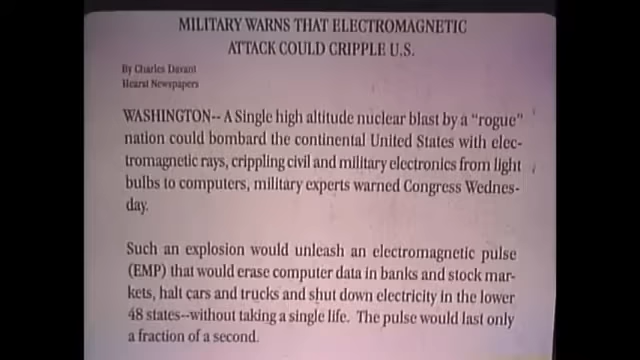 MILITARY WARNS THAT ELECTROMAGNETIC
ATTACK COULD CRIPPLE U.S.
By Charles Davant
Hearst Newspapers
WASHINGTON-- A Single high altitude nuclear blast by a "rogue"
nation could bombard the continental United States with elec-
tromagnetic rays, crippling civil and military electronics from light
bulbs to computers, military experts warned Congress Wednes-
day.
Such an explosion would unleash an electromagnetic pulse
(EMP) that would erase computer data in banks and stock mar-
kets, halt cars and trucks and shut down electricity in the lower
48 states--without taking a single life. The pulse would last only
a fraction of a second.